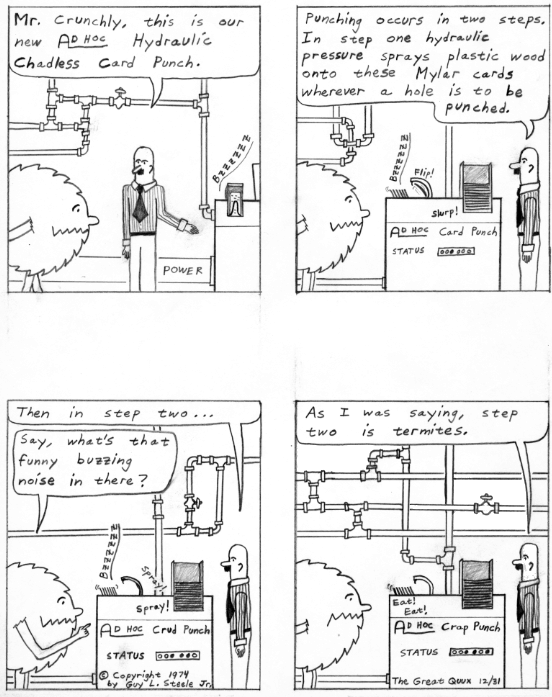 Mr. Crunchly, this is our
new AD HOC Hydraulic
Chadless Card Punch.
BZZZZZZZ
POWER
Punching occurs in two steps.
In step one hydraulic
pressure sprays plastic wood
onto these Mylar cards
wherever a hole is to be
punched.
BZZZZZZZ
Flip!
slurp!
AD HOC Card Punch
STATUS
Then in step two...
Say, what's that
funny buzzing
noise in there?
BZZZZZZZ
Spray!
Spray!
AD HOC Crud Punch
STATUS
© Copyright 1974
by Guy L. Steele Jr.
As I was saying, step
two is termites.
Eat!
Eat!
AD HOC Crap Punch
STATUS
The Great Quux 12/31